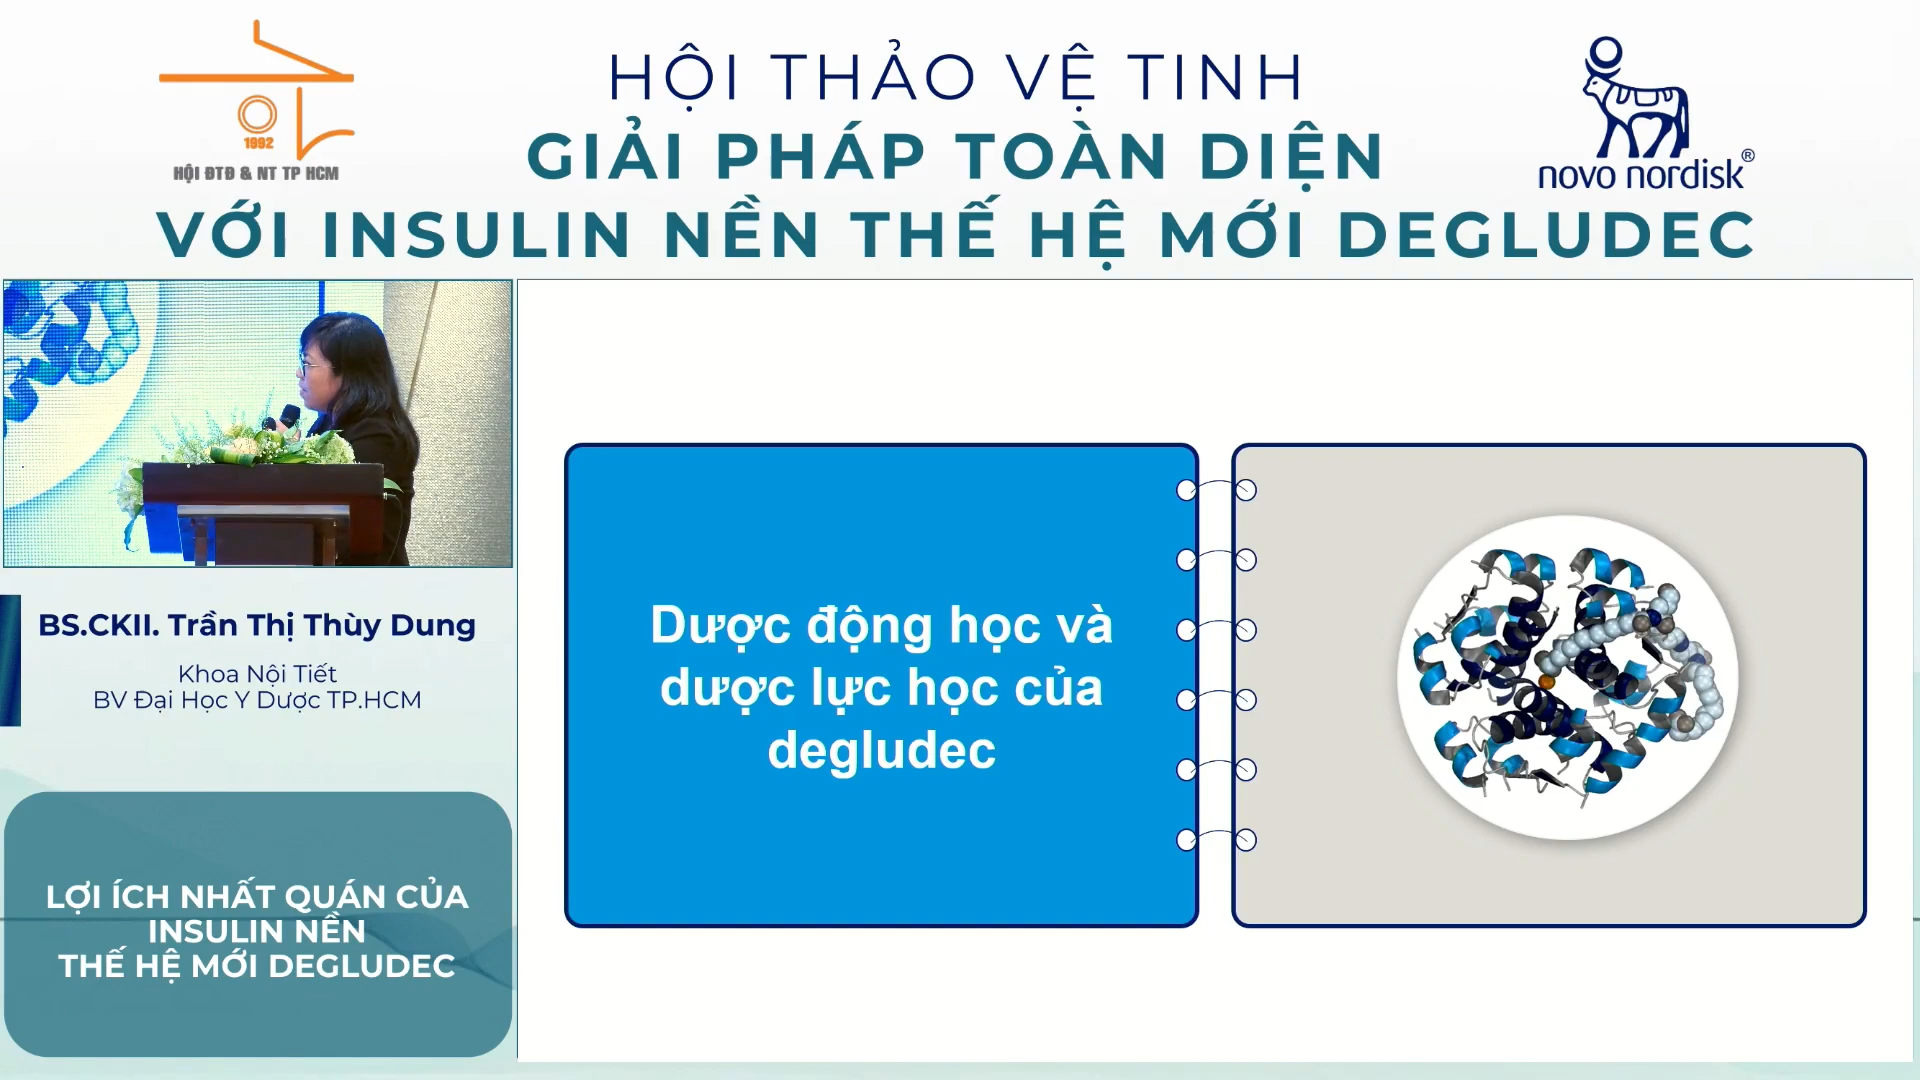 HỘI THẢO VỆ TINH
GIẢI PHÁP TOÀN DIỆN
VỚI INSULIN NỀN THẾ HỆ MỚI DEGLUDEC
1992
HỘI ĐTĐ & NT TP HCM
novo nordisk®
BS.CKII. Trần Thị Thùy Dung
Khoa Nội Tiết
BV Đại Học Y Dược TP.HCM
LỢI ÍCH NHẤT QUÁN CỦA
INSULIN NỀN
THẾ HỆ MỚI DEGLUDEC
Dược động học và
dược lực học của
degludec